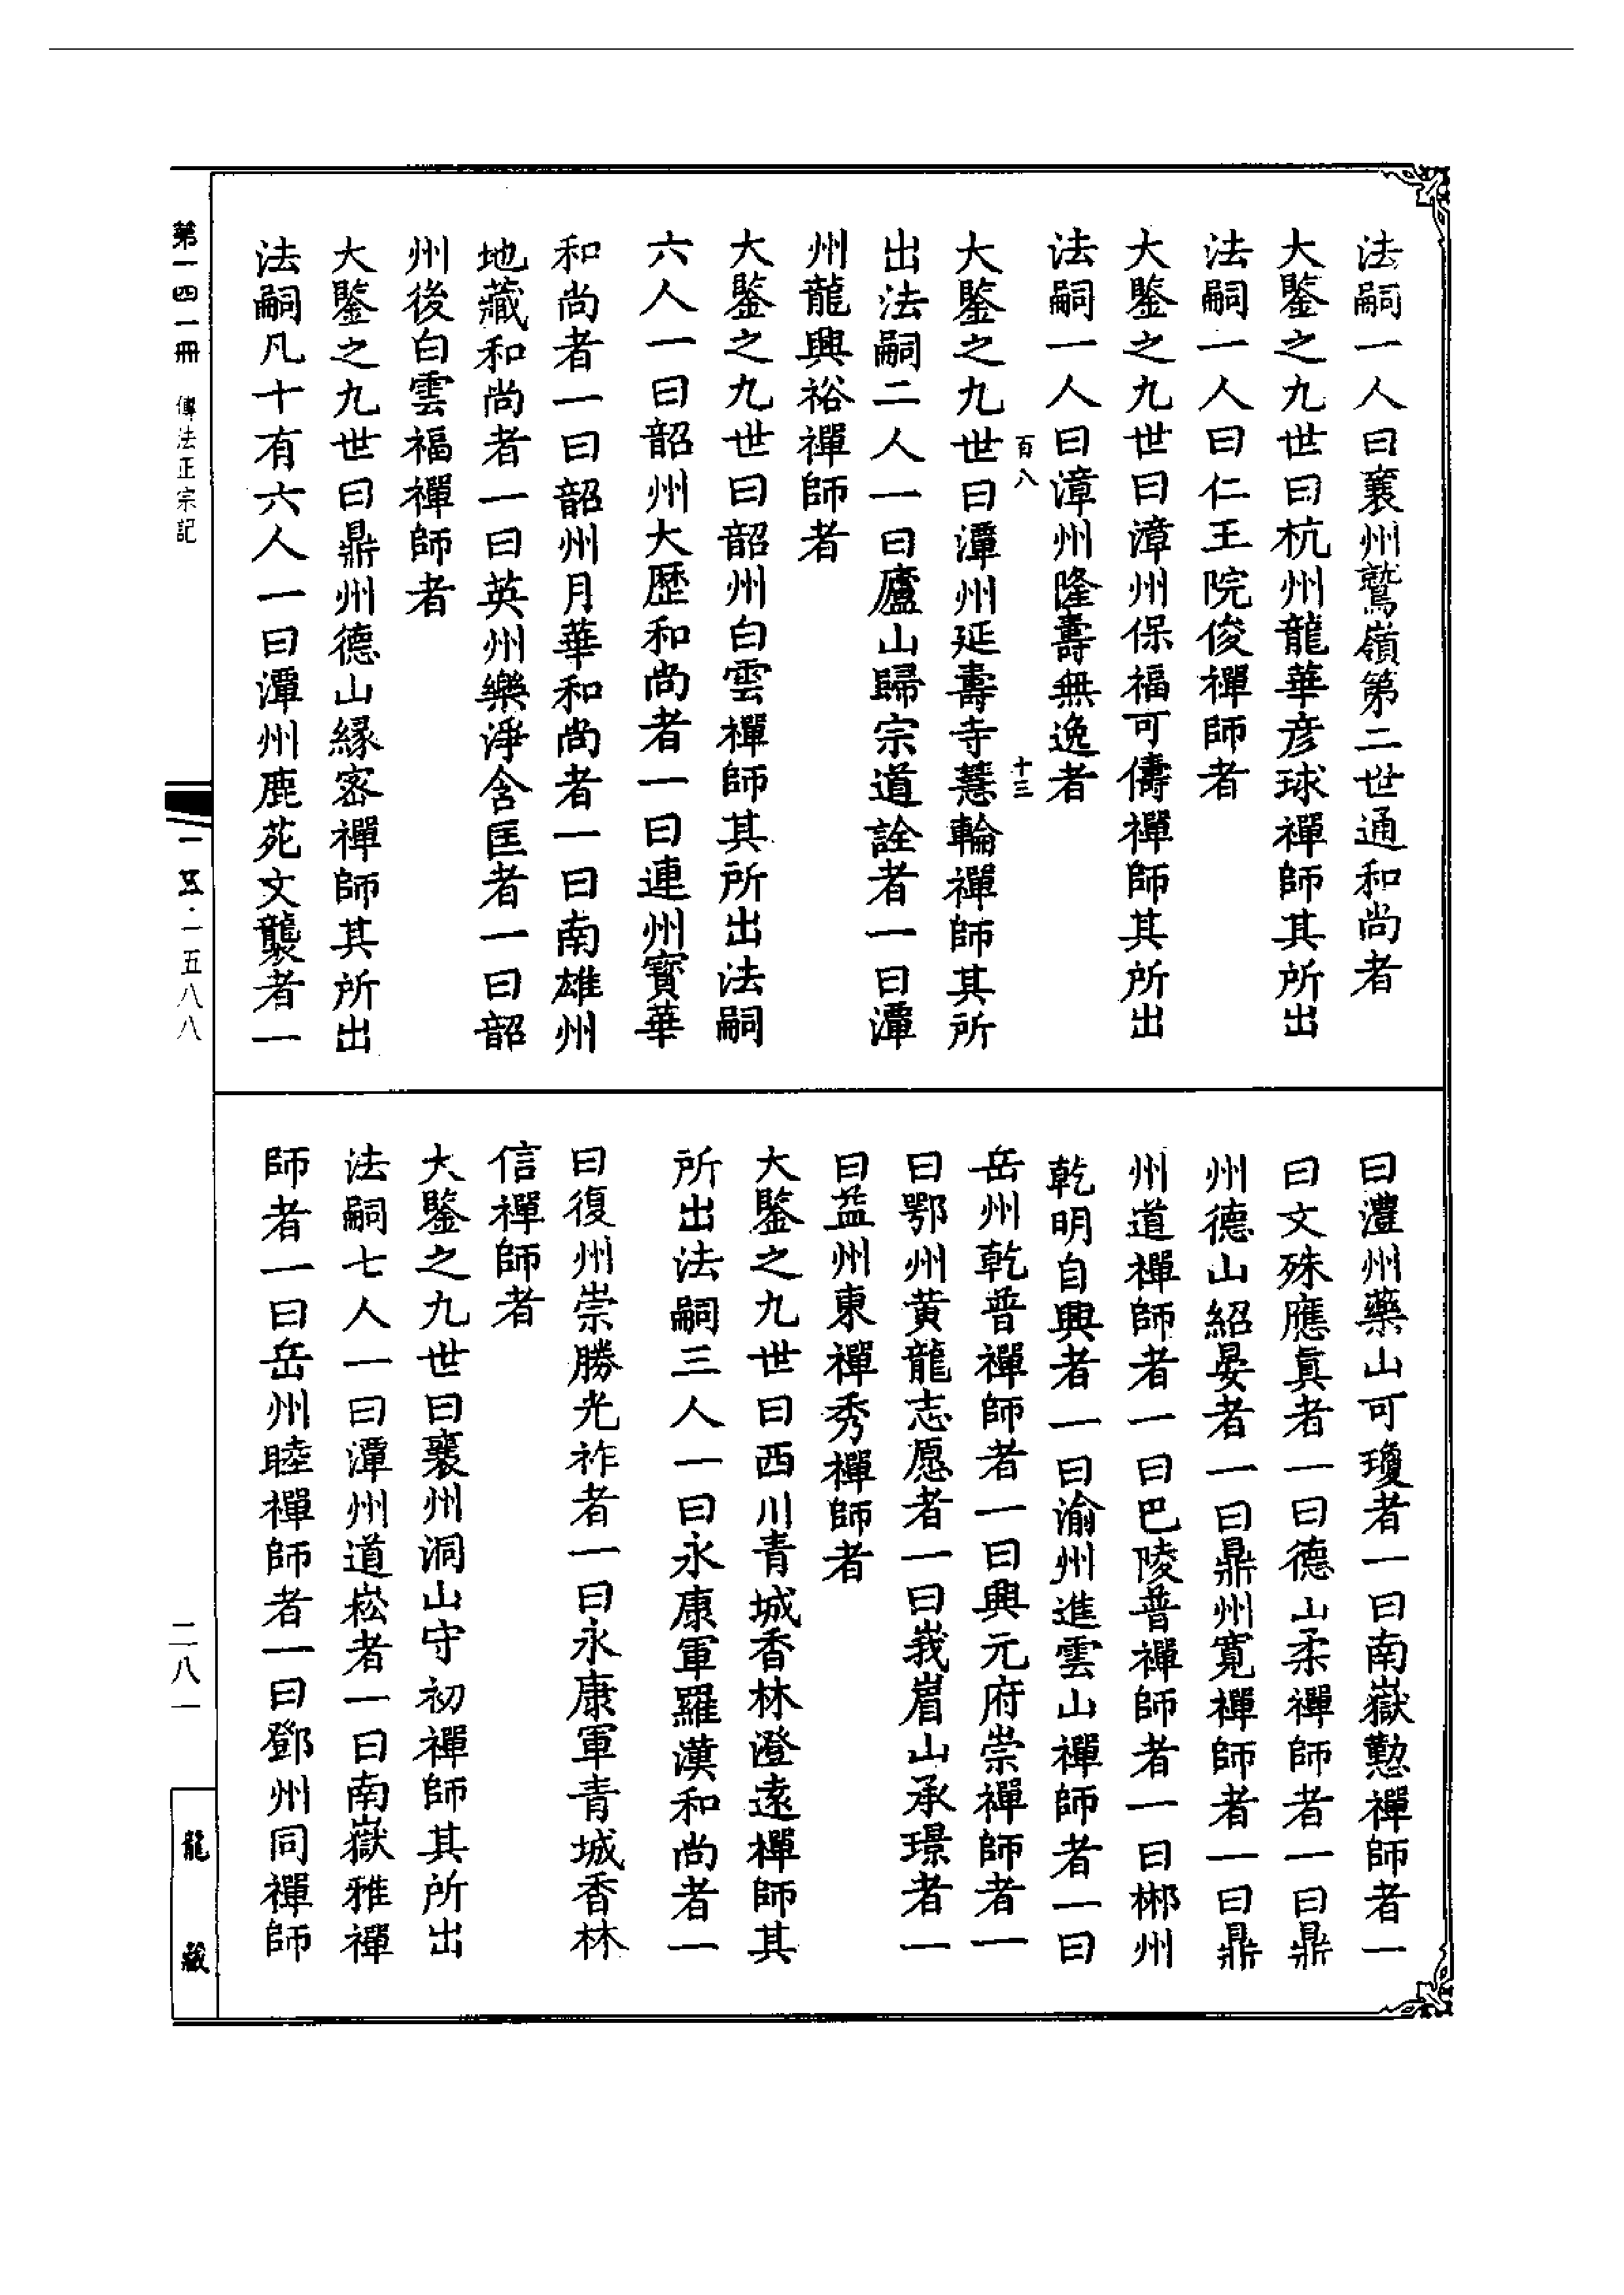 法嗣一人曰襄州鷲嶺第二世通和尚者
大鑒之九世曰杭州龍華彦球禪師其所出
法嗣一人曰仁王院俊禪師者
大鑒之九世曰漳州保福可儔禪師其所出
法嗣一人曰漳州隆壽無逸者
百八 十三
大鑒之九世曰潭州延壽寺慧輪禪師其所
出法嗣二人一曰廬山歸宗道詮者一曰潭
州龍興裕禪師者
大鑒之九世曰韶州白雲禪師其所出法嗣
六人一曰韶州大歷和尚者一曰連州寳華
和尚者一曰韶州月華和尚者一曰南雄州
地藏和尚者一曰英州樂淨含匡者一曰韶
州後白雲福禪師者
大鑒之九世曰鼎州德山緣密禪師其所出
法嗣凡十有六人一曰潭州鹿苑文襲者一
曰澧州藥山可瓊者一曰南嶽懃禪師者一
曰文殊應眞者一曰德山柔禪師者一曰鼎
州德山紹晏者一曰鼎州寛禪師者一曰鼎
州道禪師者一曰巴陵普禪師者一曰郴州
乾明自興者一曰渝州進雲山禪師者一曰
岳州乾普禪師者一曰興元府崇禪師者一
曰鄂州黄龍志愿者一曰峩眉山承璟者一
曰益州東禪秀禪師者
大鑒之九世曰西川青城香林澄遠禪師其
所出法嗣三人一曰永康軍羅漢和尚者一
曰復州崇勝光祚者一曰永康軍青城香林
信禪師者
大鑒之九世曰襄州洞山守初禪師其所出
法嗣七人一曰潭州道崧者一曰南嶽雅禪
師者一曰岳州睦禪師者一曰鄧州同禪師
第一四一冊 傳法正宗記
一五·一五八八
二八一
龍藏